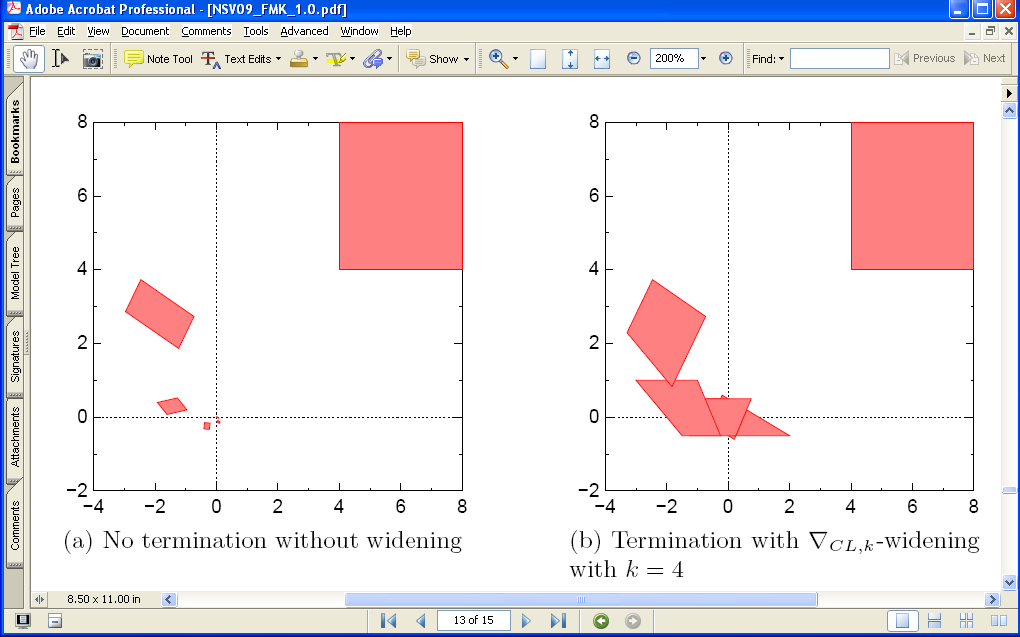 Adobe Acrobat Professional - [NSV09_FMK_1.0.pdf]
File Edit View Document Comments Tools Advanced Window Help
Note Tool Text Edits Show 200% Find: Previous Next
Bookmarks
Pages
Model Tree
Signatures
Attachments
Comments
8
6
4
2
0
−2
−4 −2 0 2 4 6 8
(a) No termination without widening
8
6
4
2
0
−2
−4 −2 0 2 4 6 8
(b) Termination with ∇CL,k-widening
with k = 4
8.50 x 11.00 in
13 of 15